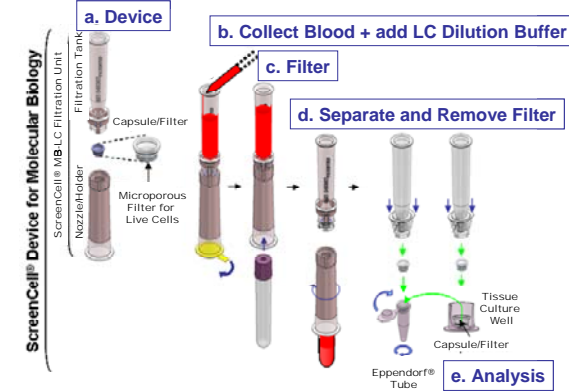 a. Device
b. Collect Blood + add LC Dilution Buffer
c. Filter
d. Separate and Remove Filter
ScreenCell® Device for Molecular Biology
ScreenCell® MB-LC Filtration Unit
Filtration Tank
Nozzle/Holder
Capsule/Filter
Microporous
Filter for
Live Cells
Tissue
Culture
Well
Capsule/Filter
Eppendorf®
Tube
e. Analysis